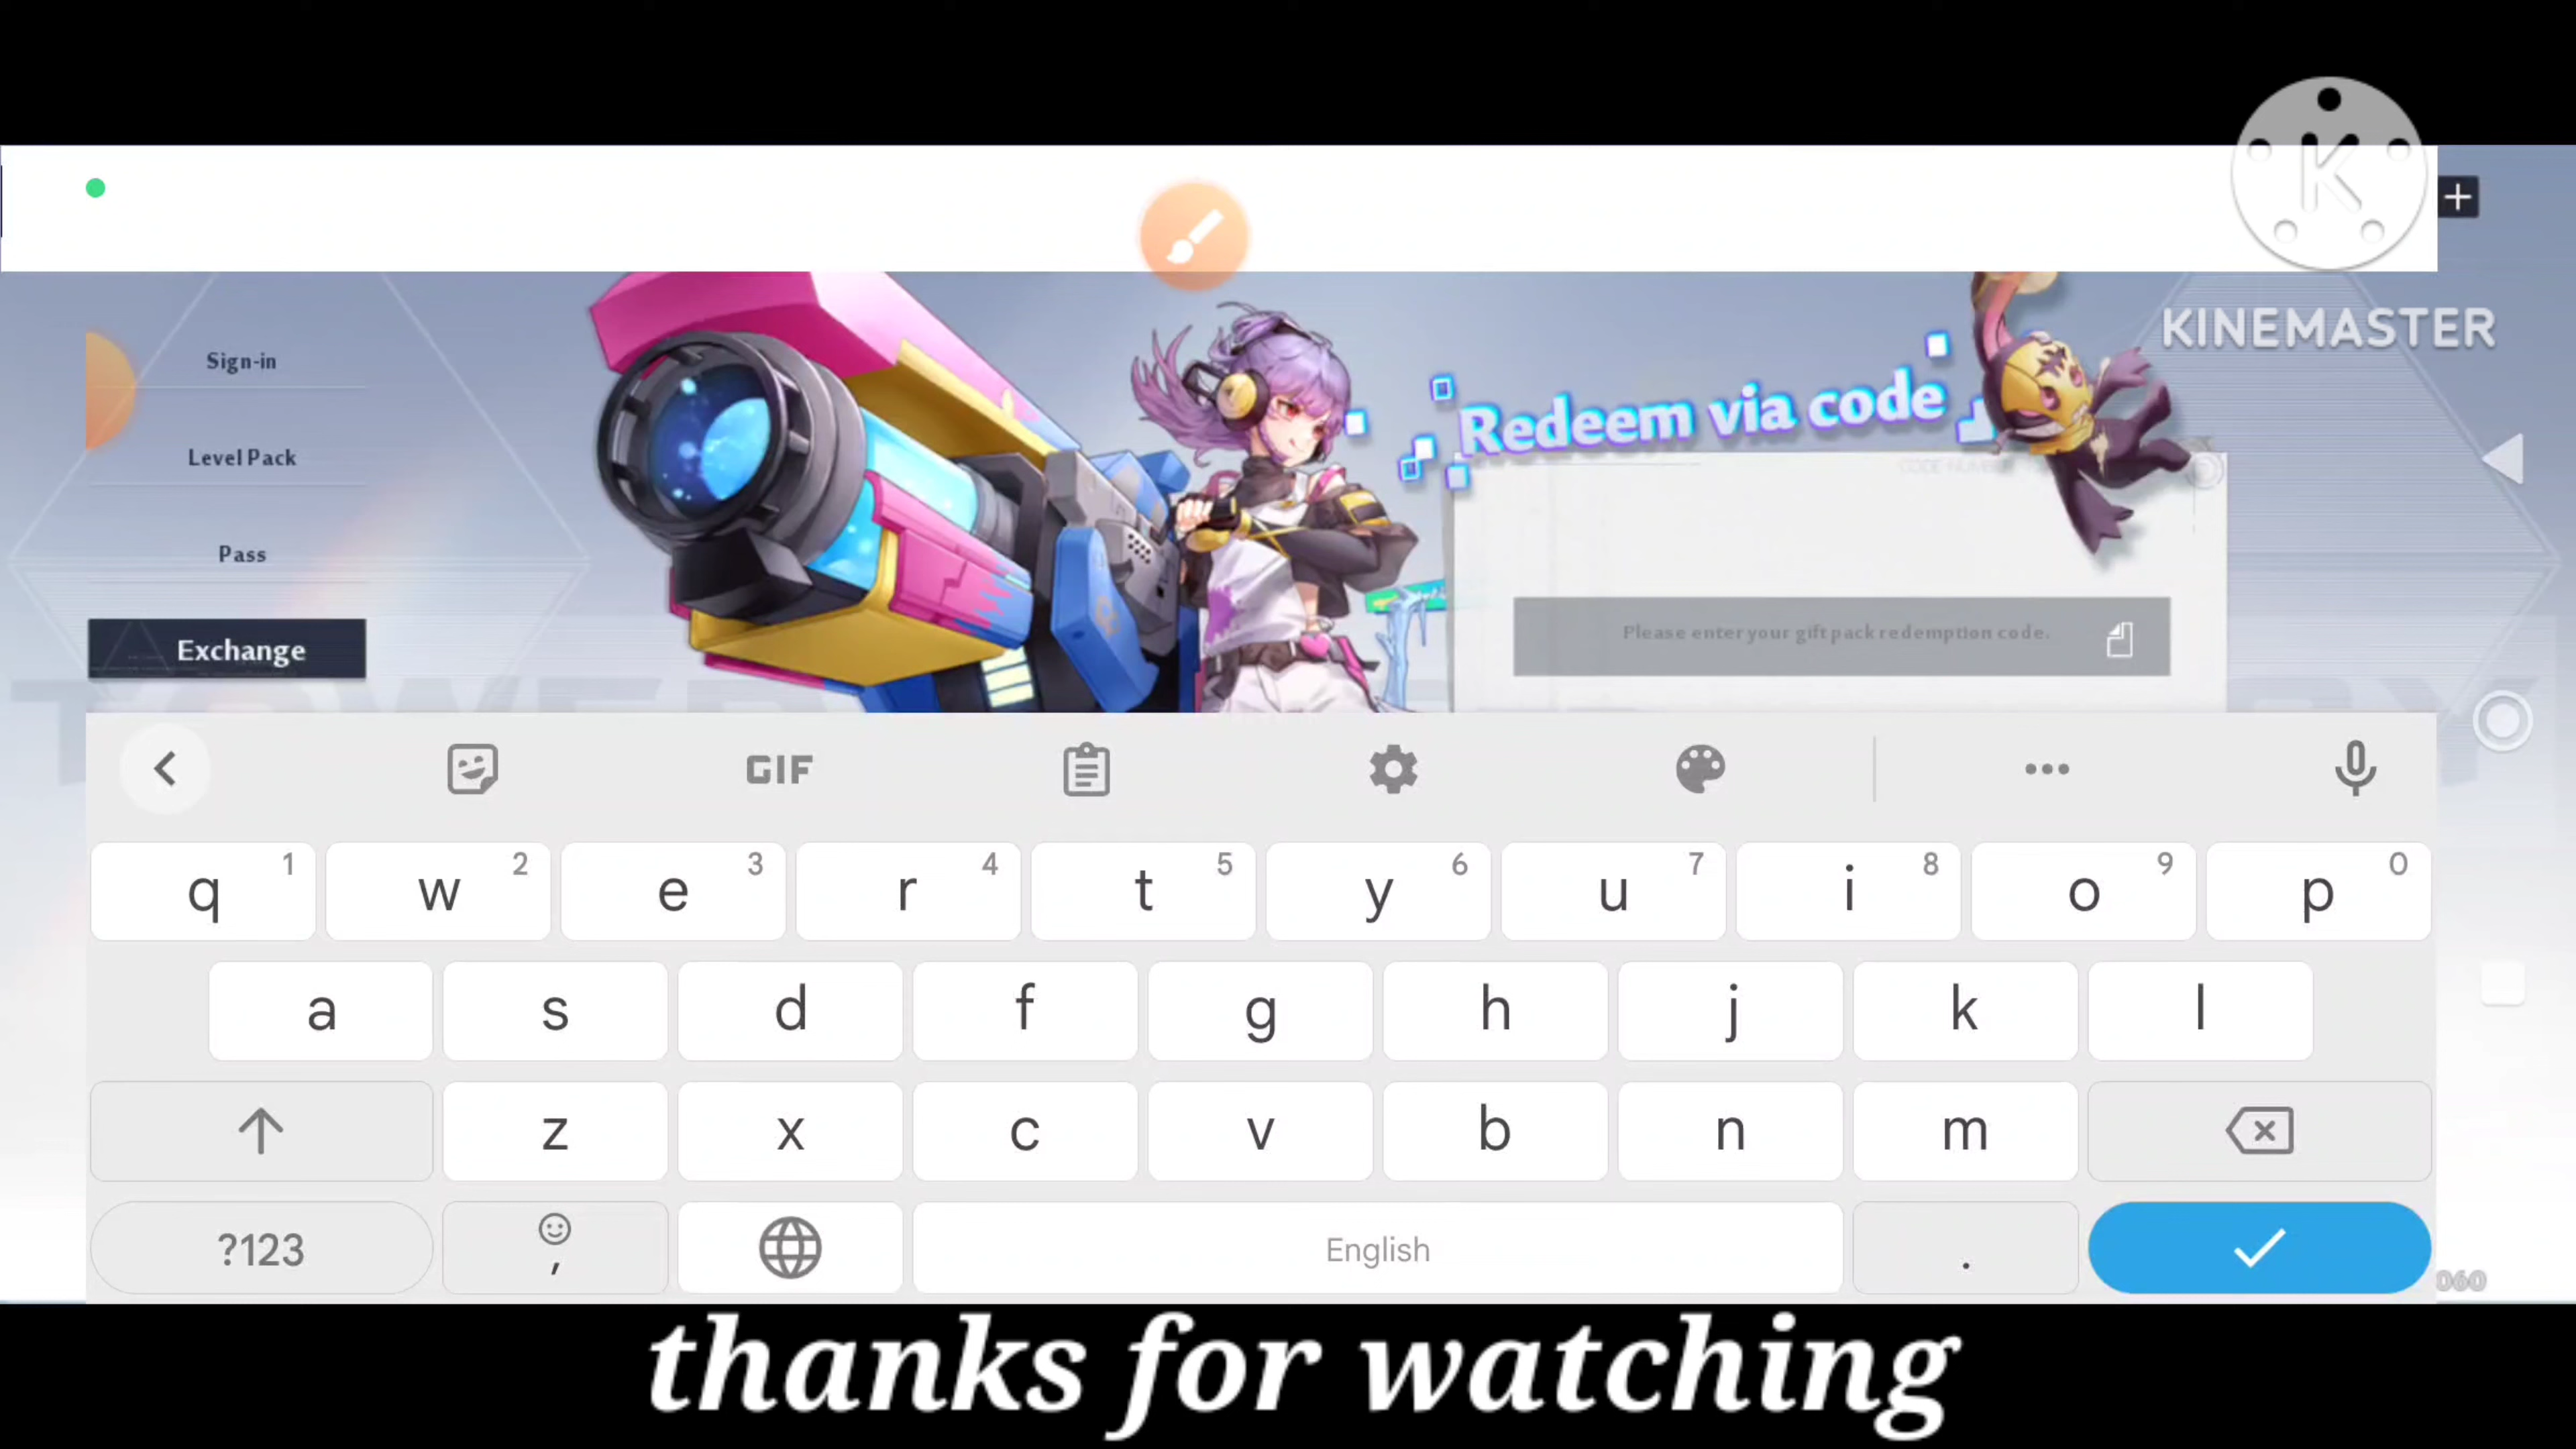 K
KINEMASTER
Sign-in
Level Pack
Pass
Exchange
Redeem via code
Please enter your gift pack redemption code.
GIF
q 1 w 2 e 3 r 4 t 5 y 6 u 7 i 8 o 9 p 0
a s d f g h j k l
z x c v b n m
?123 , English .
060
thanks for watching